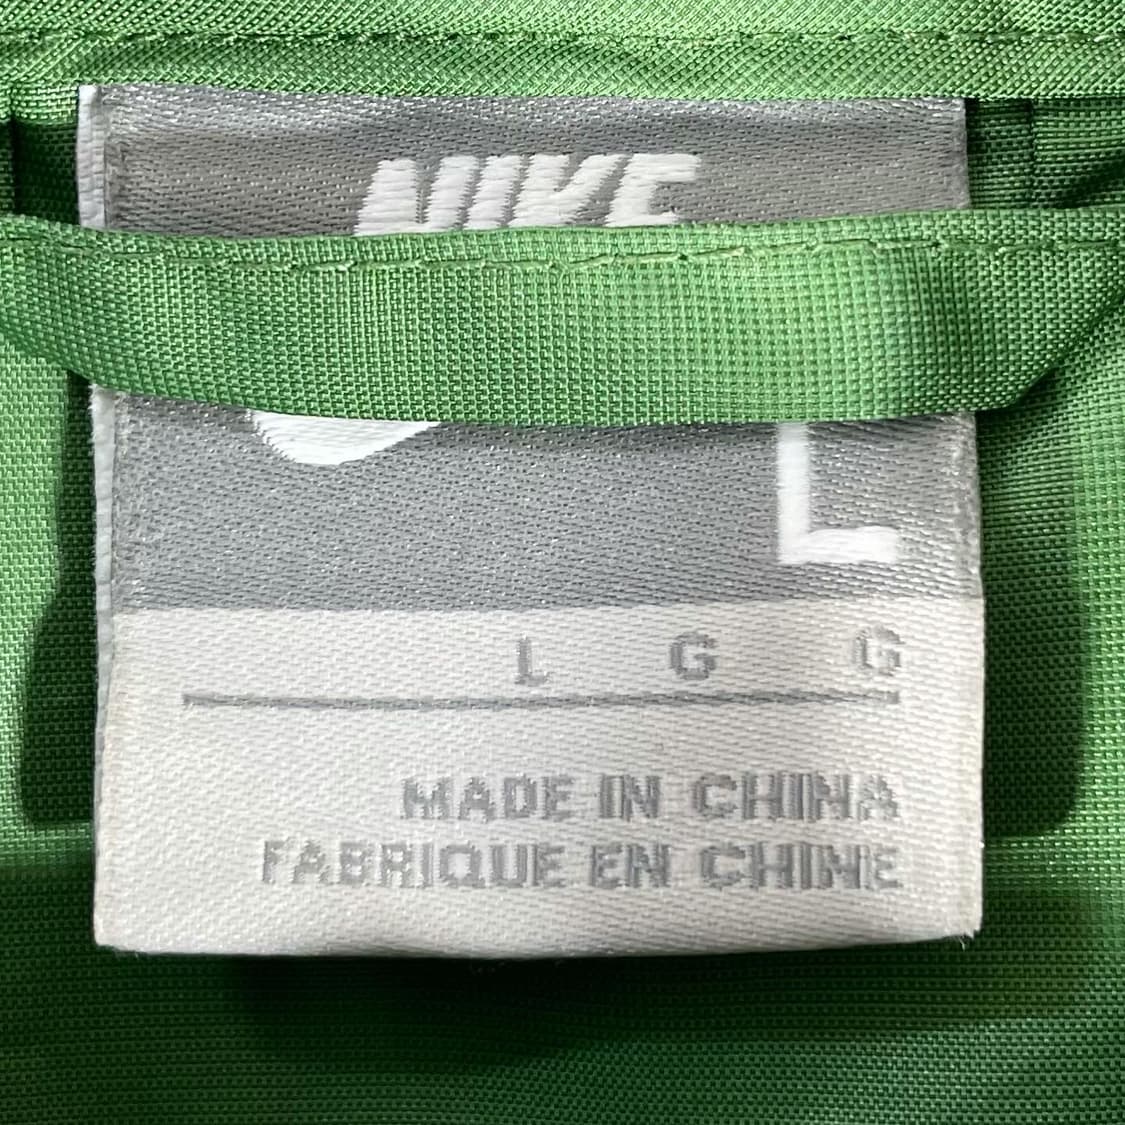 NIKE
L
L G G
MADE IN CHINA
FABRIQUE EN CHINE